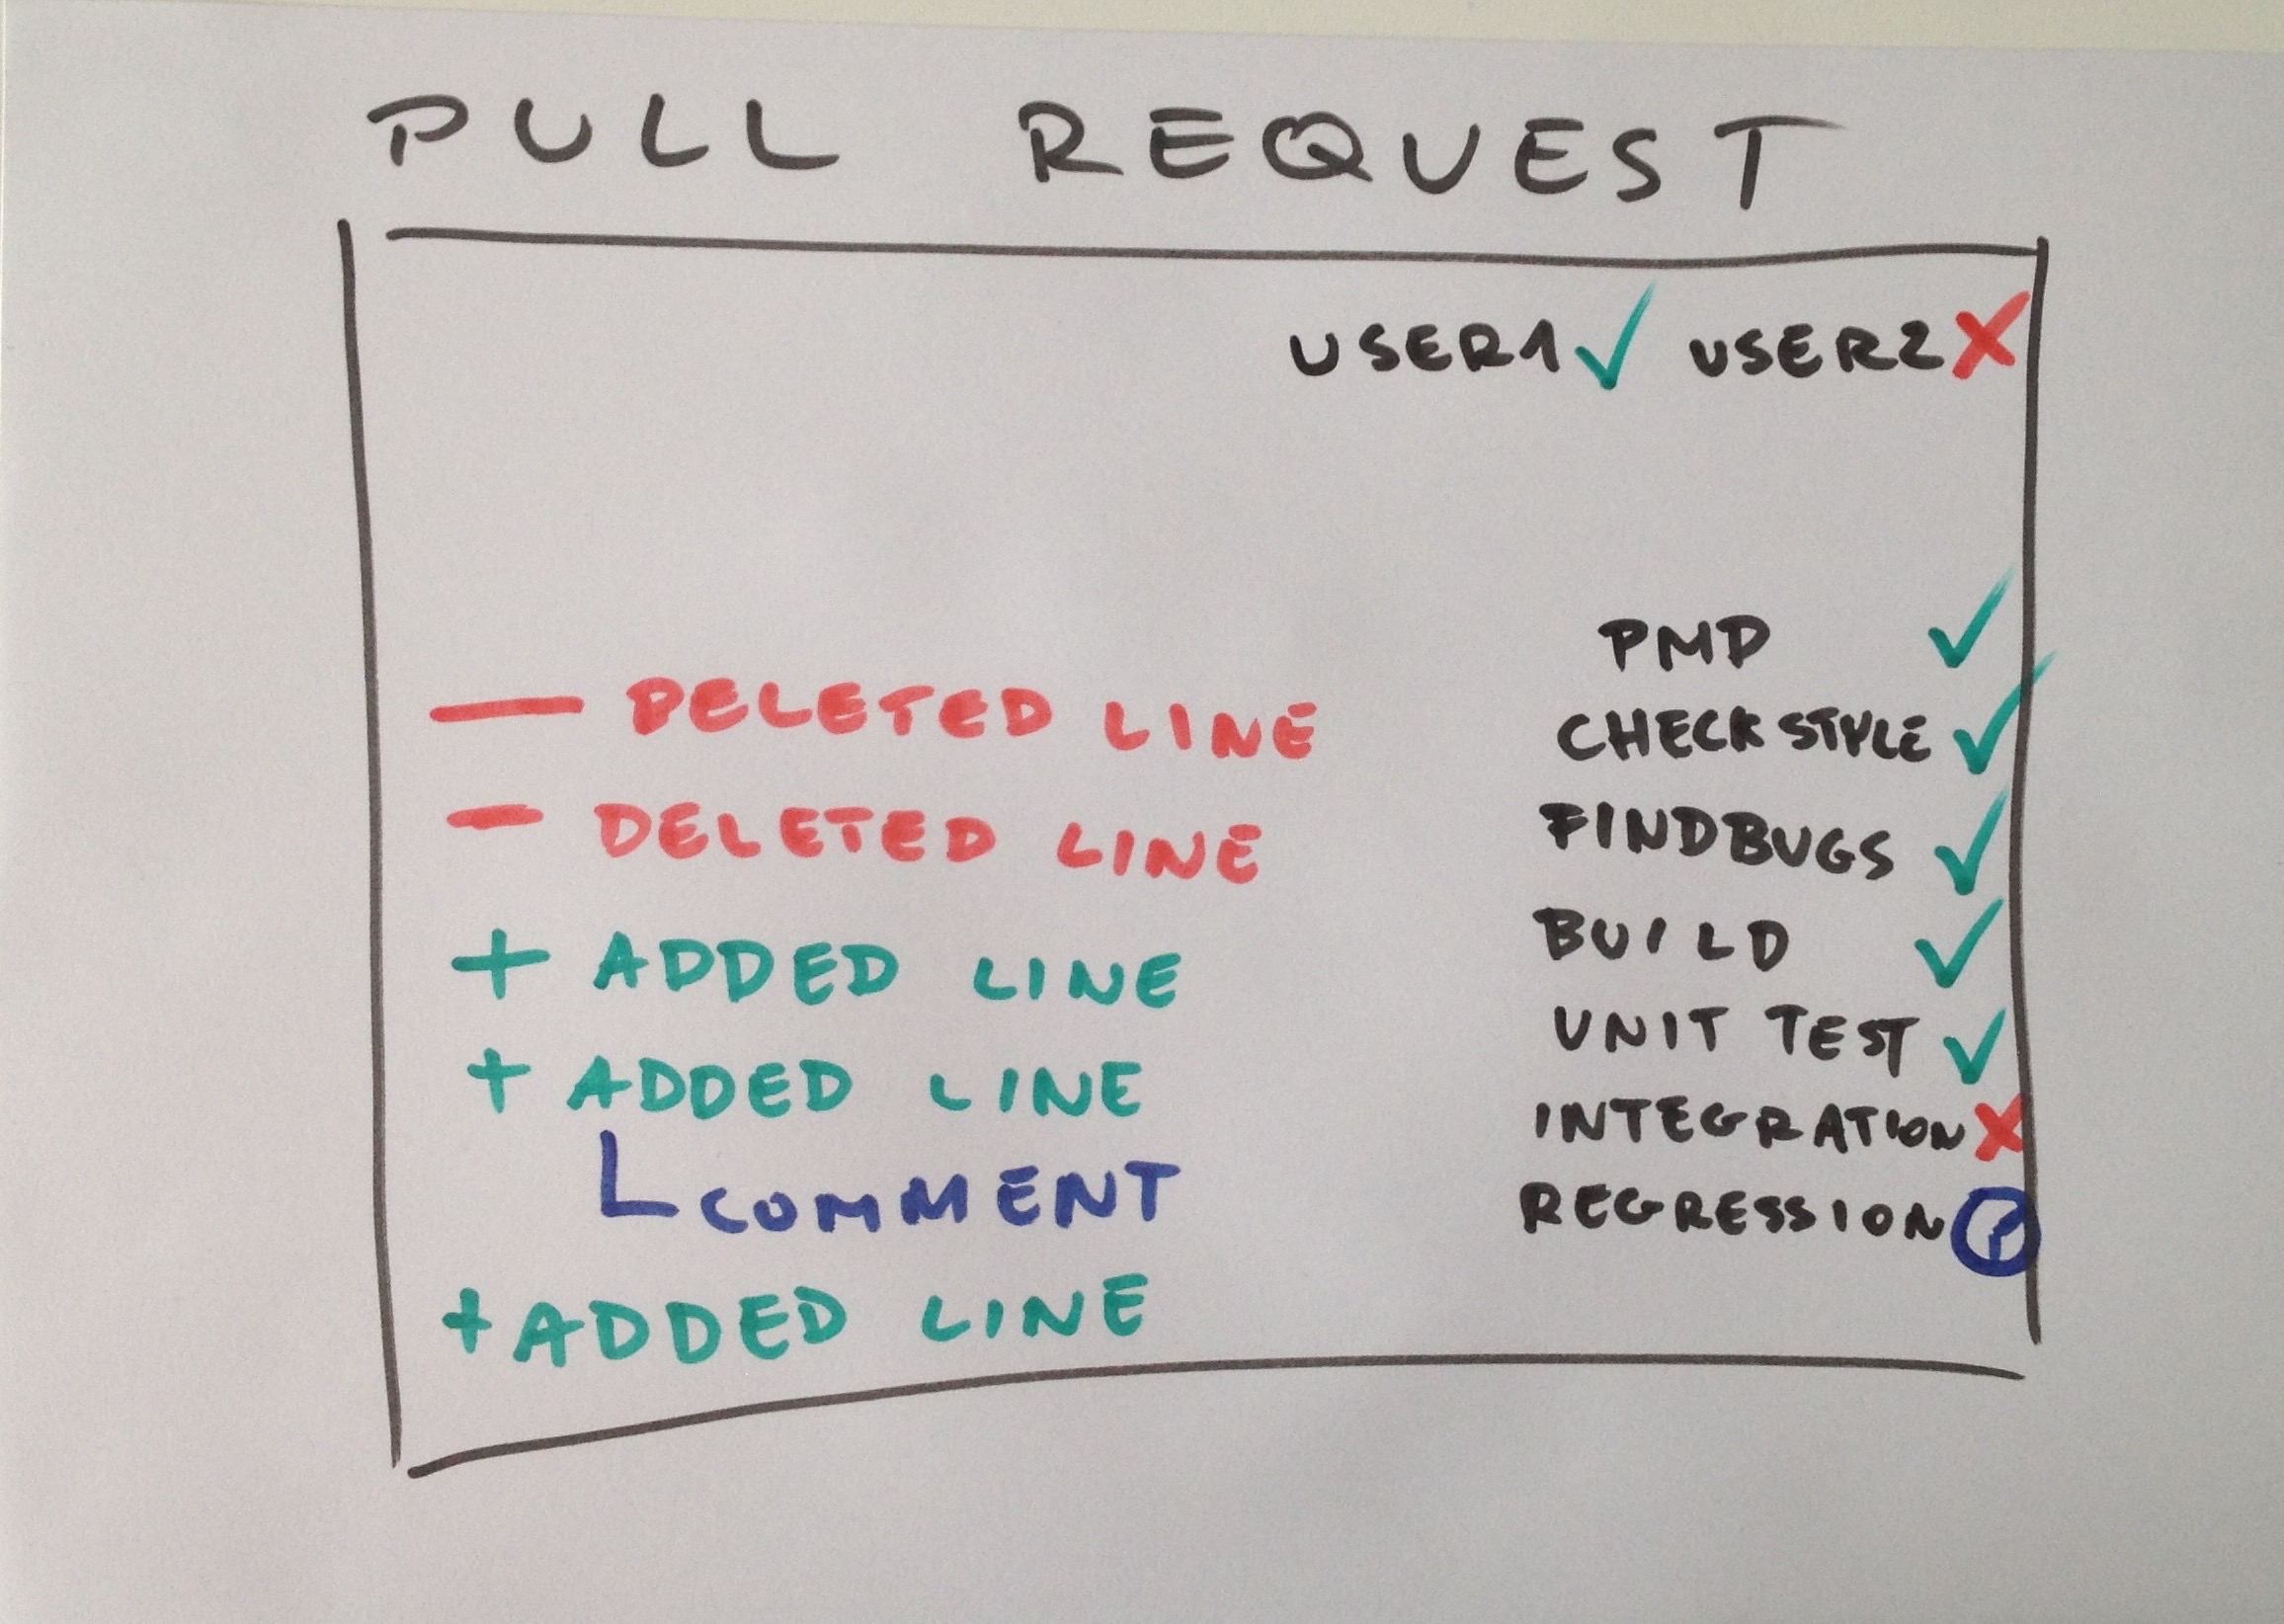 PULL REQUEST
USER1 ✓ USER2 ✗
PMD ✓
— DELETED LINE
CHECKSTYLE ✓
- DELETED LINE
FINDBUGS ✓
+ ADDED LINE
BUILD ✓
+ ADDED LINE
UNIT TEST ✓
COMMENT
INTEGRATION ✗
REGRESSION
+ ADDED LINE